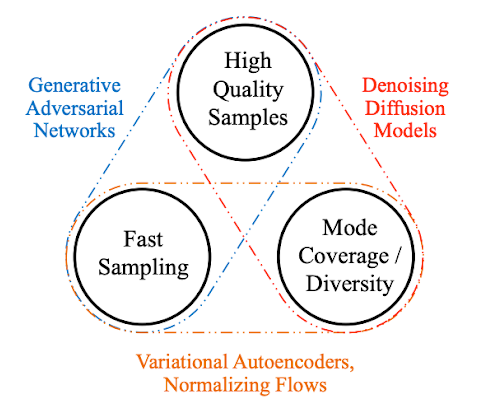 High
Quality
Samples
Generative
Adversarial
Networks
Denoising
Diffusion
Models
Fast
Sampling
Mode
Coverage /
Diversity
Variational Autoencoders,
Normalizing Flows